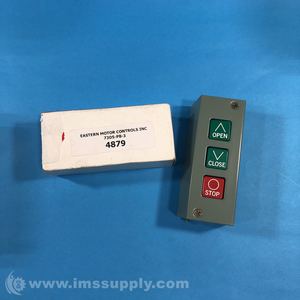 EASTERN MOTOR CONTROLS INC
7305-PB-3
4879
OPEN
CLOSE
STOP
www.imssupply.com